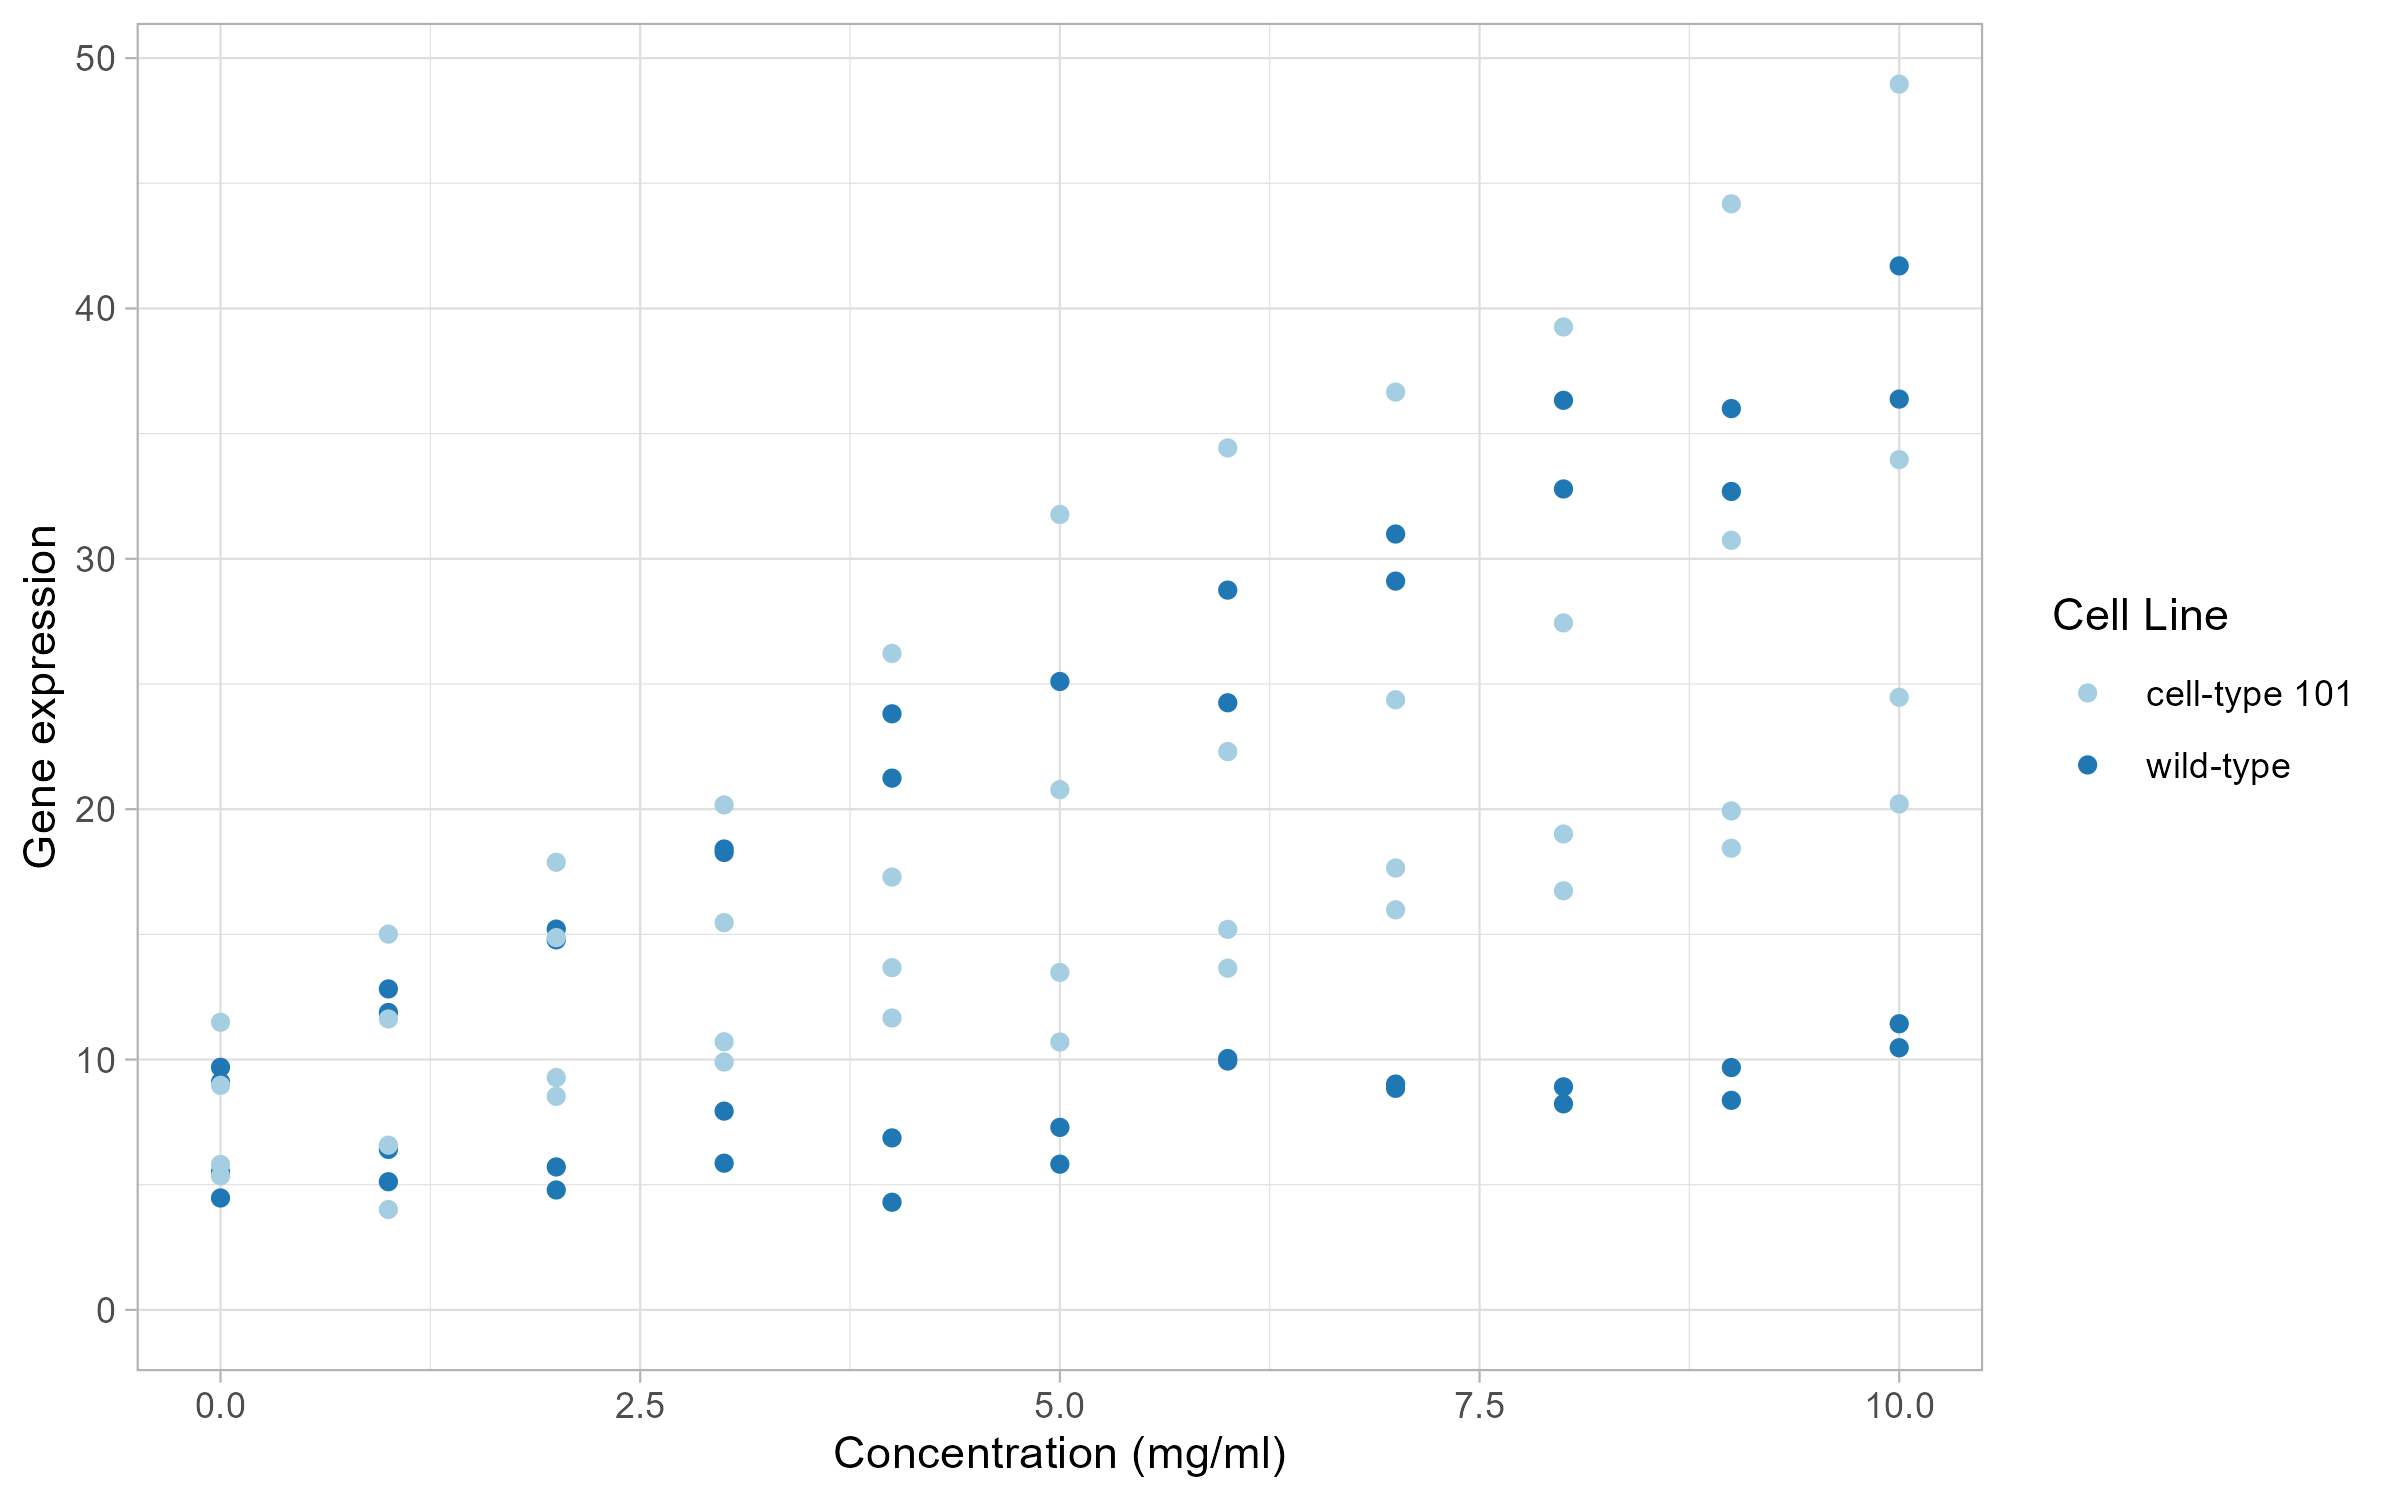 50
40
30
20
10
0
Gene expression
0.0 2.5 5.0 7.5 10.0
Concentration (mg/ml)
Cell Line
cell-type 101
wild-type